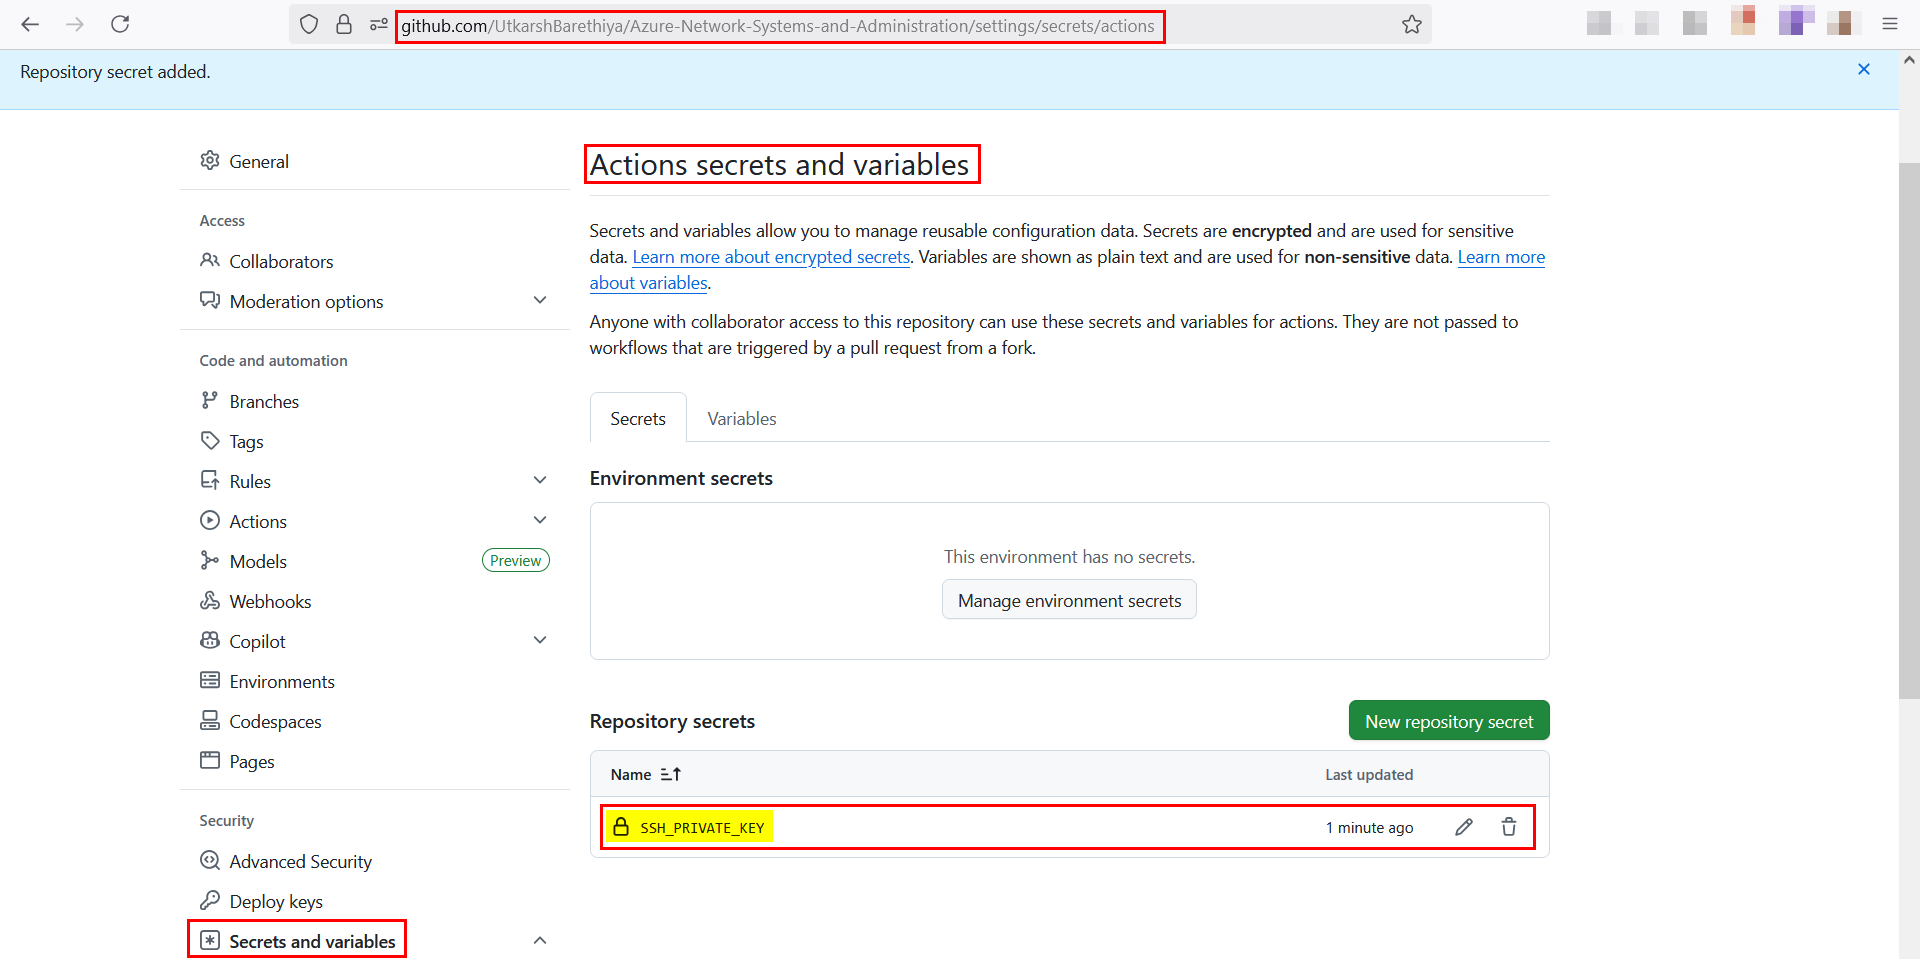 github.com/UtkarshBarethiya/Azure-Network-Systems-and-Administration/settings/secrets/actions
Repository secret added.
General
Access
Collaborators
Moderation options
Code and automation
Branches
Tags
Rules
Actions
Models Preview
Webhooks
Copilot
Environments
Codespaces
Pages
Security
Advanced Security
Deploy keys
Secrets and variables
Actions secrets and variables
Secrets and variables allow you to manage reusable configuration data. Secrets are encrypted and are used for sensitive
data. Learn more about encrypted secrets. Variables are shown as plain text and are used for non-sensitive data. Learn more
about variables.
Anyone with collaborator access to this repository can use these secrets and variables for actions. They are not passed to
workflows that are triggered by a pull request from a fork.
Secrets Variables
Environment secrets
This environment has no secrets.
Manage environment secrets
Repository secrets New repository secret
Name Last updated
SSH_PRIVATE_KEY 1 minute ago